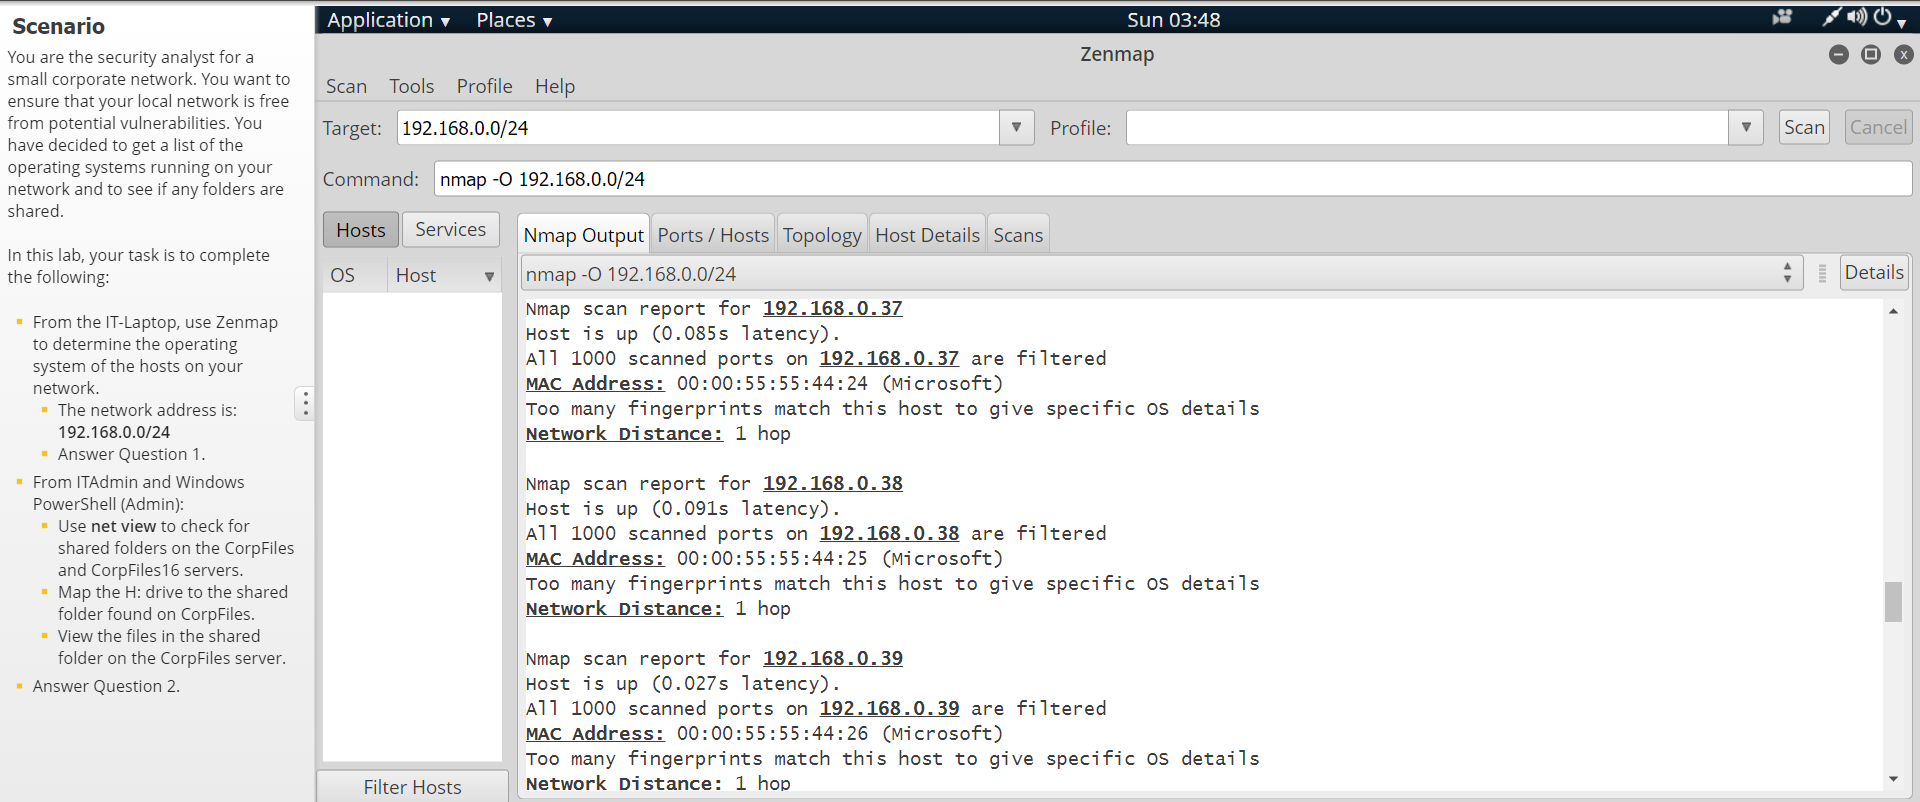 Scenario
You are the security analyst for a
small corporate network. You want to
ensure that your local network is free
from potential vulnerabilities. You
have decided to get a list of the
operating systems running on your
network and to see if any folders are
shared.
In this lab, your task is to complete
the following:
From the IT-Laptop, use Zenmap
to determine the operating
system of the hosts on your
network.
The network address is:
192.168.0.0/24
Answer Question 1.
From ITAdmin and Windows
PowerShell (Admin):
Use net view to check for
shared folders on the CorpFiles
and CorpFiles16 servers.
Map the H: drive to the shared
folder found on CorpFiles.
View the files in the shared
folder on the CorpFiles server.
Answer Question 2.
Application Places Sun 03:48
Zenmap
Scan Tools Profile Help
Target: 192.168.0.0/24 Profile: Scan Cancel
Command: nmap -O 192.168.0.0/24
Hosts Services
OS Host
Filter Hosts
Nmap Output Ports / Hosts Topology Host Details Scans
nmap -O 192.168.0.0/24 Details
Nmap scan report for 192.168.0.37
Host is up (0.085s latency).
All 1000 scanned ports on 192.168.0.37 are filtered
MAC Address: 00:00:55:55:44:24 (Microsoft)
Too many fingerprints match this host to give specific OS details
Network Distance: 1 hop
Nmap scan report for 192.168.0.38
Host is up (0.091s latency).
All 1000 scanned ports on 192.168.0.38 are filtered
MAC Address: 00:00:55:55:44:25 (Microsoft)
Too many fingerprints match this host to give specific OS details
Network Distance: 1 hop
Nmap scan report for 192.168.0.39
Host is up (0.027s latency).
All 1000 scanned ports on 192.168.0.39 are filtered
MAC Address: 00:00:55:55:44:26 (Microsoft)
Too many fingerprints match this host to give specific OS details
Network Distance: 1 hop